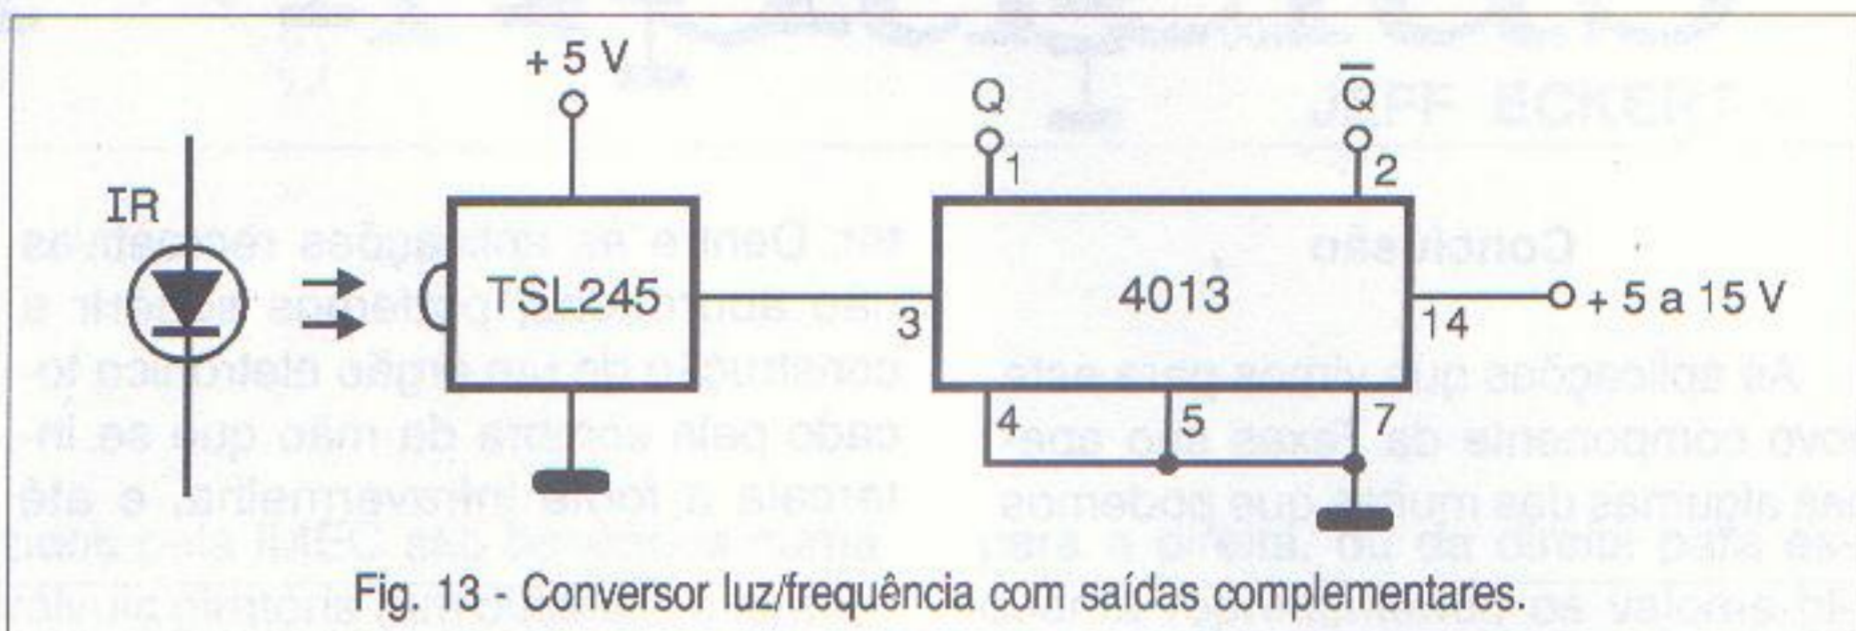 + 5 V
Q
Q̅
1
2
IR
TSL245
4013
3
14
+ 5 a 15 V
4
5
7
Fig. 13 - Conversor luz/frequência com saídas complementares.